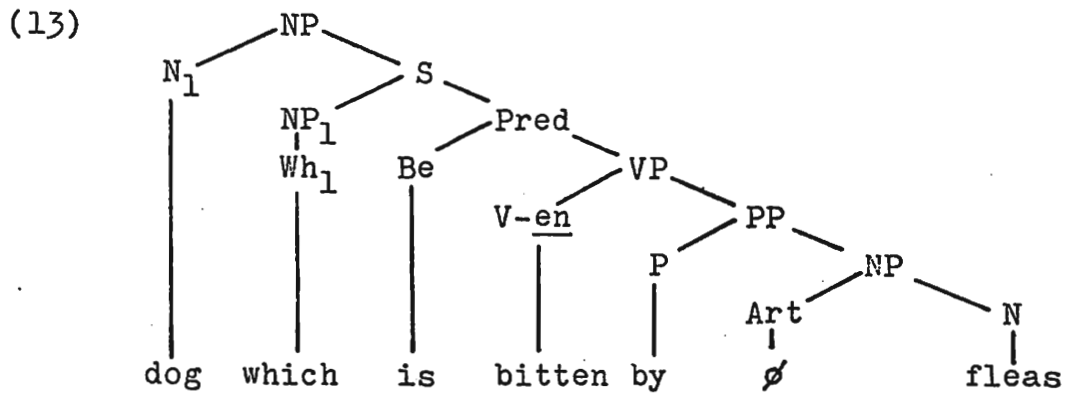 (13) NP
N1 S
NP1 Pred
Wh1 Be VP
V-en PP
P NP
Art N
dog which is bitten by ø fleas